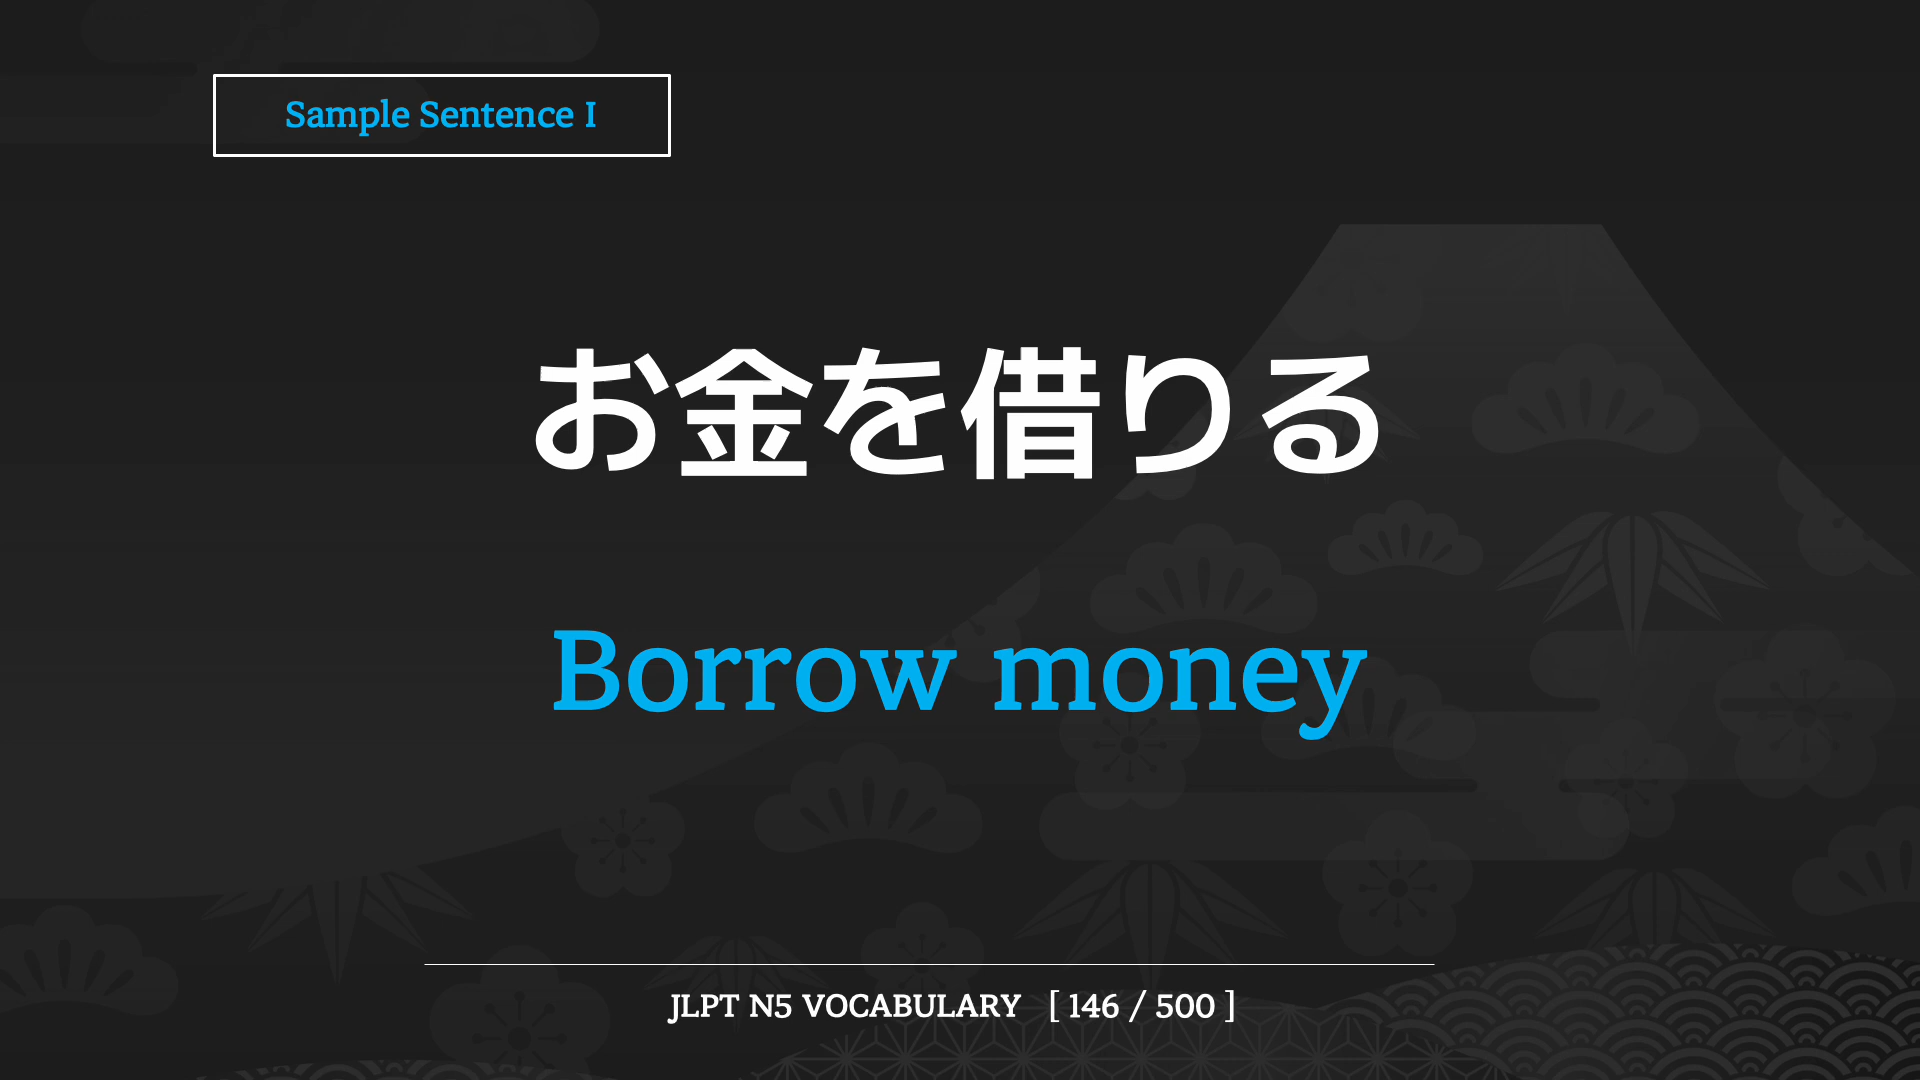 Sample Sentence I
お金を借りる
Borrow money
JLPT N5 VOCABULARY [ 146 / 500 ]